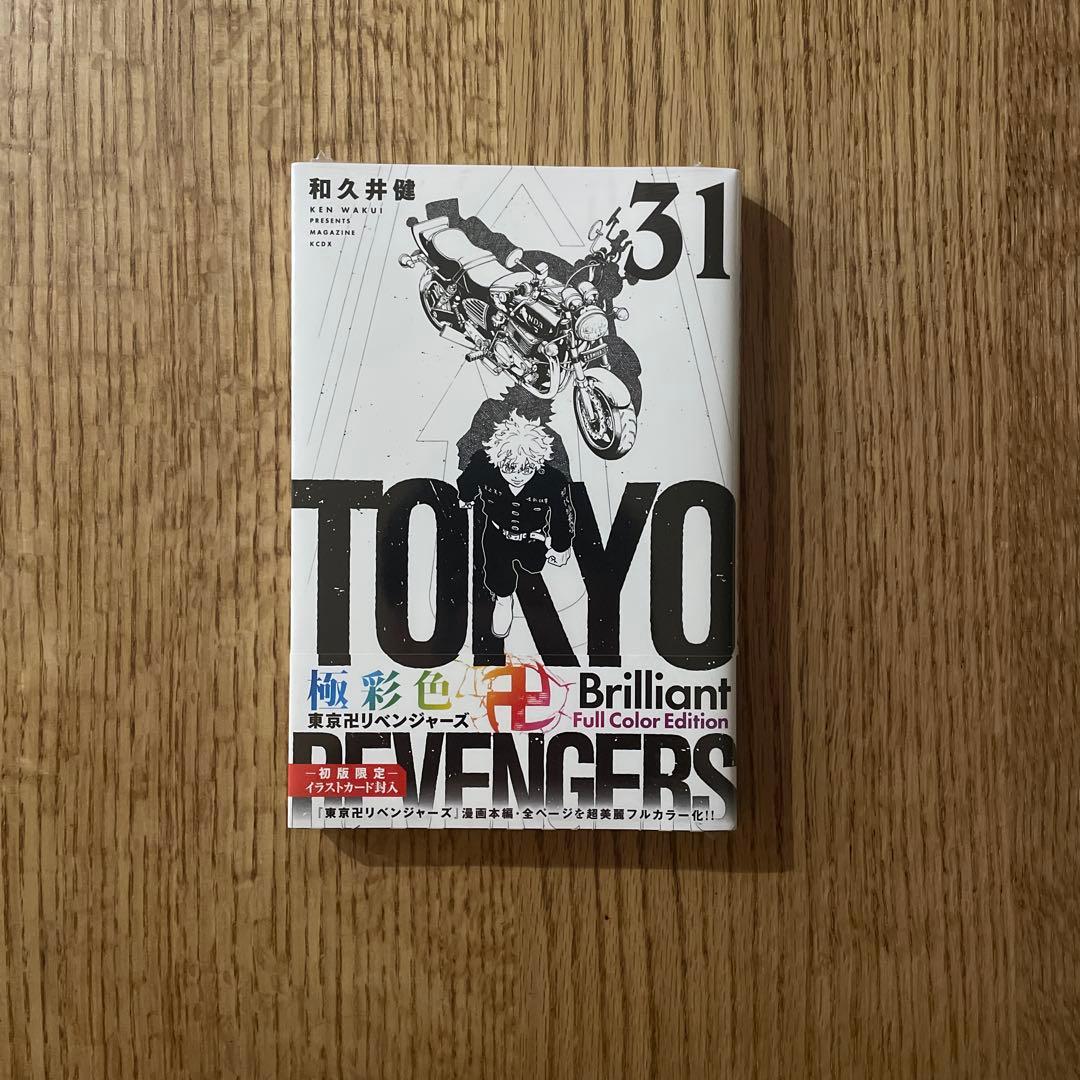 和久井健
KEN WAKUI
PRESENTS
MAGAZINE
KCDX
31
TOKYO
極彩色
東京卍リベンジャーズ
卍
Brilliant
Full Color Edition
REVENGERS
初版限定
イラストカード封入
『東京卍リベンジャーズ』漫画本編・全ページを超美麗フルカラー化!!